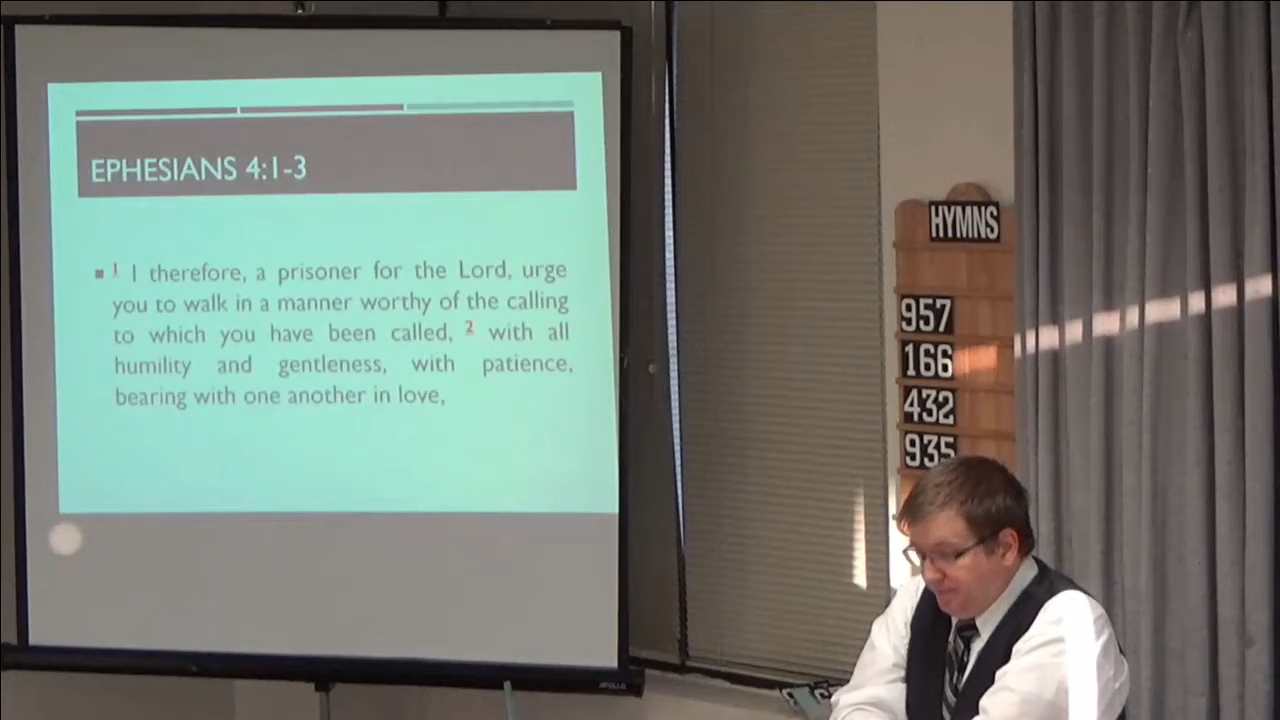 EPHESIANS 4:1-3
1 I therefore, a prisoner for the Lord, urge
you to walk in a manner worthy of the calling
to which you have been called, 2 with all
humility and gentleness, with patience,
bearing with one another in love,
APOLLO
HYMNS
957
166
432
935